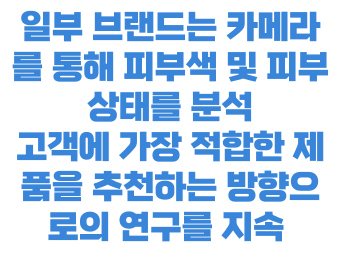 일부 브랜드는 카메라
를 통해 피부색 및 피부
상태를 분석
고객에 가장 적합한 제
품을 추천하는 방향으
로의 연구를 지속